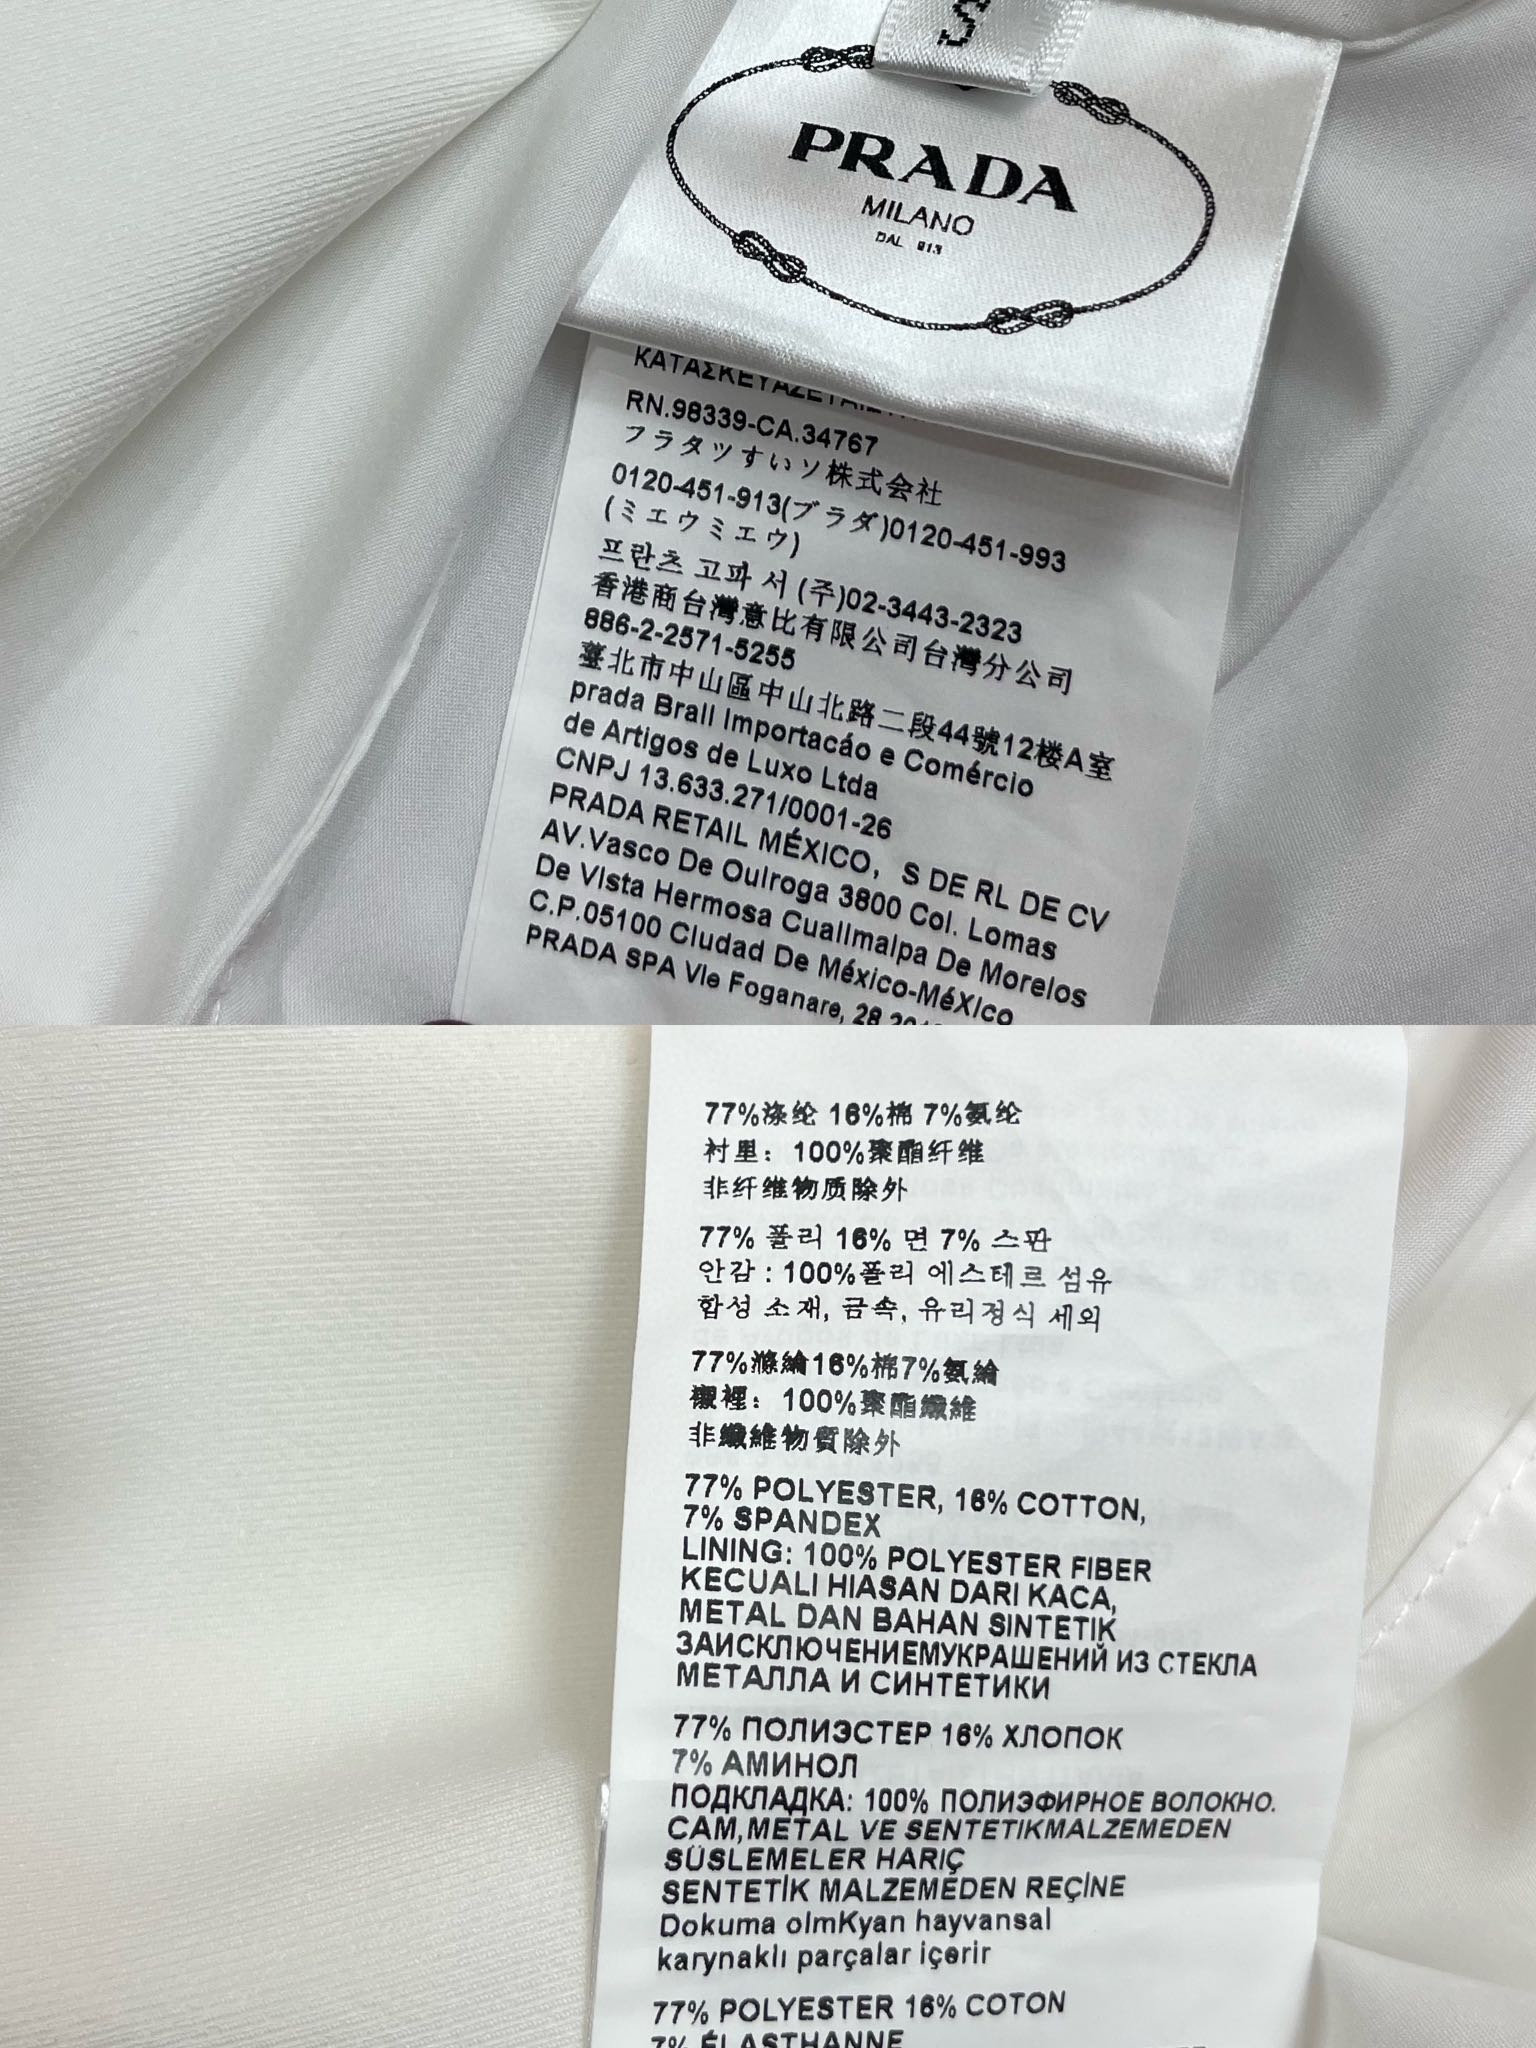 S
PRADA
MILANO
DAL 913
RN.98339-CA.34767
フラタツすいソ株式会社
0120-451-913(ブラダ)0120-451-993
(ミエウミエウ)
프란츠 고파 서 (주)02-3443-2323
香港商台灣意比有限公司台灣分公司
886-2-2571-5255
臺北市中山區中山北路二段44號12楼A室
prada Brall Importacáo e Comércio
de Artigos de Luxo Ltda
CNPJ 13.633.271/0001-26
PRADA RETAIL MÉXICO, S DE RL DE CV
AV.Vasco De Oulroga 3800 Col. Lomas
De Vlsta Hermosa Cuallmalpa De Morelos
C.P.05100 Cludad De México-MéXlco
PRADA SPA Vle Foganare, 28
77%涤纶 16%棉 7%氨纶
衬里：100%聚酯纤维
非纤维物质除外
77% 폴리 16% 면 7% 스판
안감 : 100%폴리 에스테르 섬유
합성 소재, 금속, 유리정식 세외
77%滌綸16%棉7%氨綸
襯裡：100%聚酯纖維
非纖維物質除外
77% POLYESTER, 16% COTTON,
7% SPANDEX
LINING: 100% POLYESTER FIBER
KECUALI HIASAN DARI KACA,
METAL DAN BAHAN SINTETIK
ЗАИСКЛЮЧЕНИЕМУКРАШЕНИЙ ИЗ СТЕКЛА
МЕТАЛЛА И СИНТЕТИКИ
77% ПОЛИЭСТЕР 16% ХЛОПОК
7% АМИНОЛ
ПОДКЛАДКА: 100% ПОЛИЭФИРНОЕ ВОЛОКНО.
CAM,METAL VE SENTETIKMALZEMEDEN
SÜSLEMELER HARIÇ
SENTETİK MALZEMEDEN REÇİNE
Dokuma olmKyan hayvansal
karynaklı parçalar içerir
77% POLYESTER 16% COTON
7% ÉLASTHANNE